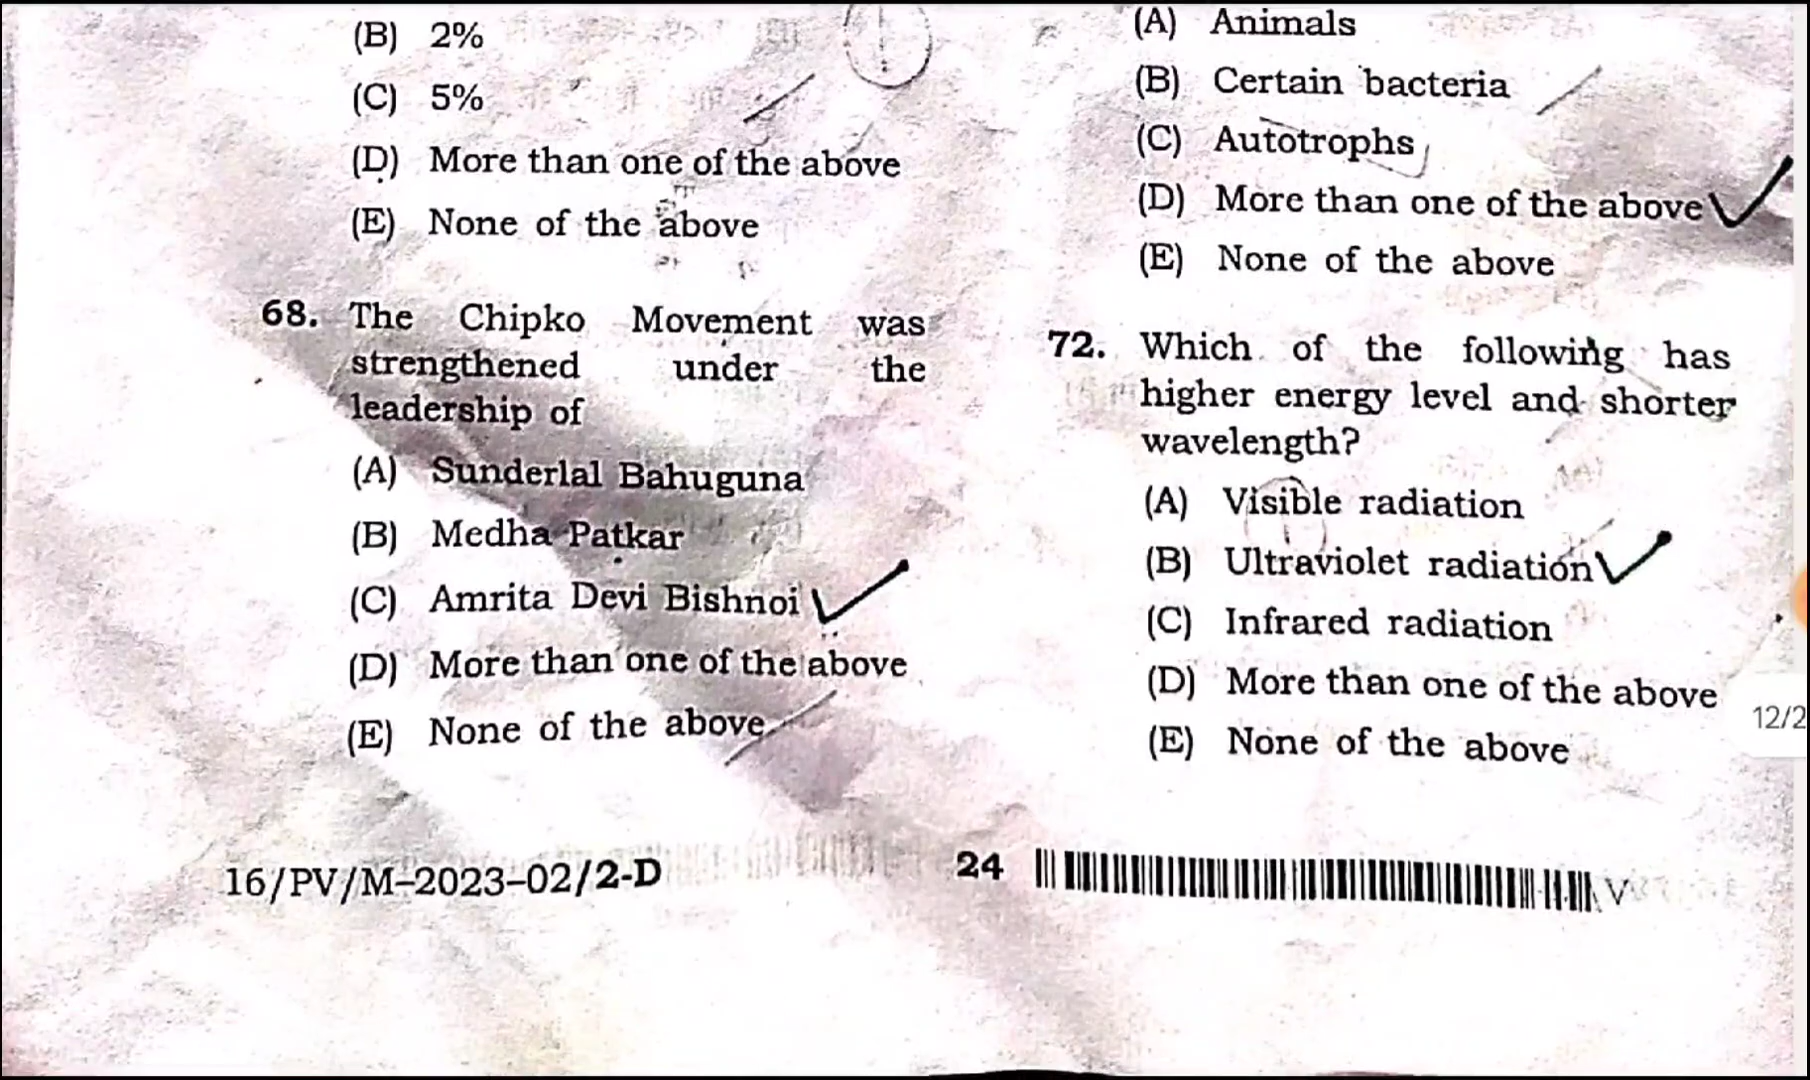 (B) 2%
(C) 5%
(D) More than one of the above
(E) None of the above
68. The Chipko Movement was
strengthened under the
leadership of
(A) Sunderlal Bahuguna
(B) Medha Patkar
(C) Amrita Devi Bishnoi
(D) More than one of the above
(E) None of the above
(A) Animals
(B) Certain bacteria
(C) Autotrophs
(D) More than one of the above
(E) None of the above
72. Which of the following has
higher energy level and shorter
wavelength?
(A) Visible radiation
(B) Ultraviolet radiation
(C) Infrared radiation
(D) More than one of the above
(E) None of the above
12/2
16/PV/M-2023-02/2-D
24